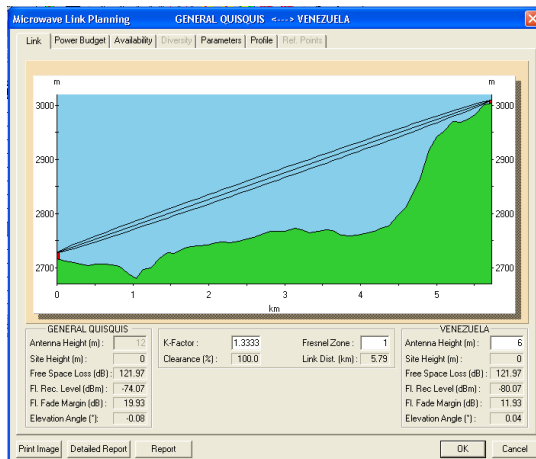 Microwave Link Planning GENERAL QUISQUIS <---> VENEZUELA
Link Power Budget Availability Diversity Parameters Profile Ref. Points
m m
3000 3000
2900 2900
2800 2800
2700 2700
0 1 2 3 4 5
km
GENERAL QUISQUIS
Antenna Height (m) : 12
Site Height (m) : 0
Free Space Loss (dB) : 121.97
Fl. Rec. Level (dBm) : -74.07
Fl. Fade Margin (dB) : 19.93
Elevation Angle (°): -0.08
K-Factor : 1.3333 Fresnel Zone : 1
Clearance (%) : 100.0 Link Dist. (km) : 5.79
VENEZUELA
Antenna Height (m) : 6
Site Height (m) : 0
Free Space Loss (dB) : 121.97
Fl. Rec. Level (dBm) : -80.07
Fl. Fade Margin (dB) : 11.93
Elevation Angle (°): 0.04
Print Image Detailed Report Report OK Cancel